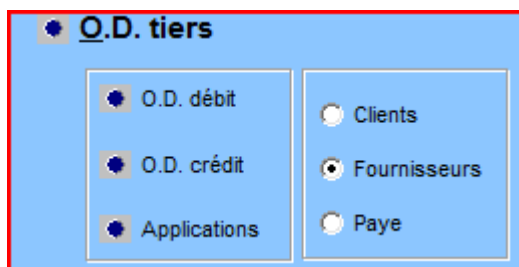 O.D. tiers
O.D. débit
O.D. crédit
Applications
Clients
Fournisseurs
Paye